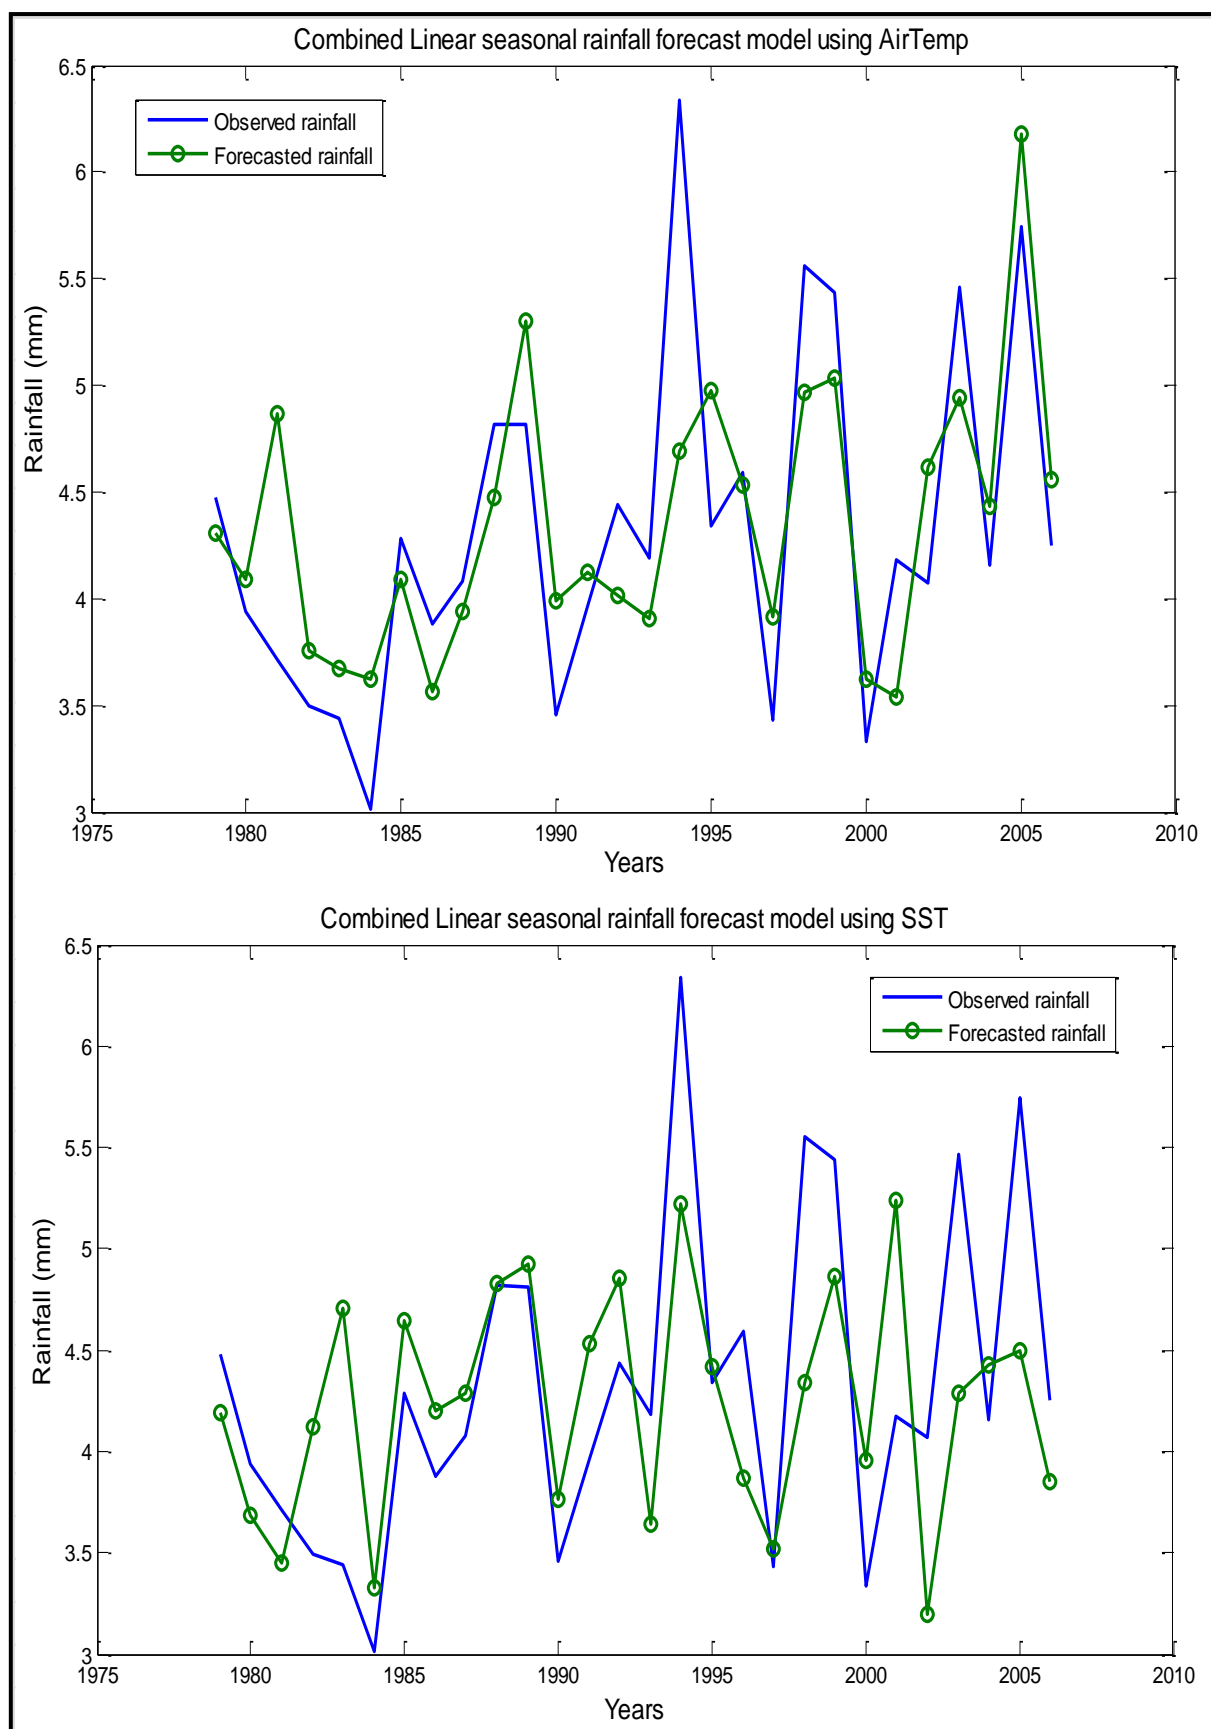 Combined Linear seasonal rainfall forecast model using AirTemp
6.5
6
5.5
5
4.5
4
3.5
3
Rainfall (mm)
Observed rainfall
Forecasted rainfall
1975 1980 1985 1990 1995 2000 2005 2010
Years
Combined Linear seasonal rainfall forecast model using SST
6.5
6
5.5
5
4.5
4
3.5
3
Rainfall (mm)
Observed rainfall
Forecasted rainfall
1975 1980 1985 1990 1995 2000 2005 2010
Years